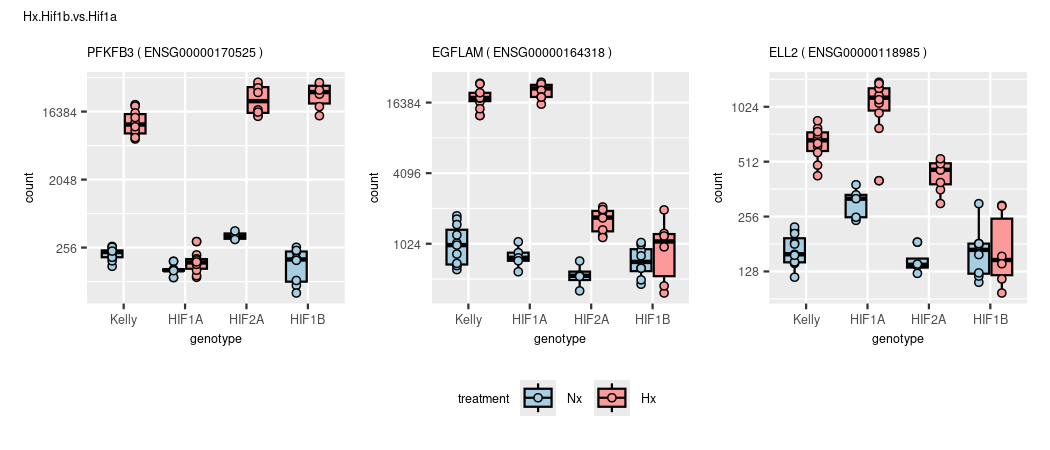 Hx.Hif1b.vs.Hif1a
PFKFB3 ( ENSG00000170525 )
16384
2048
256
count
Kelly HIF1A HIF2A HIF1B
genotype
EGFLAM ( ENSG00000164318 )
16384
4096
1024
count
Kelly HIF1A HIF2A HIF1B
genotype
ELL2 ( ENSG00000118985 )
1024
512
256
128
count
Kelly HIF1A HIF2A HIF1B
genotype
treatment Nx Hx